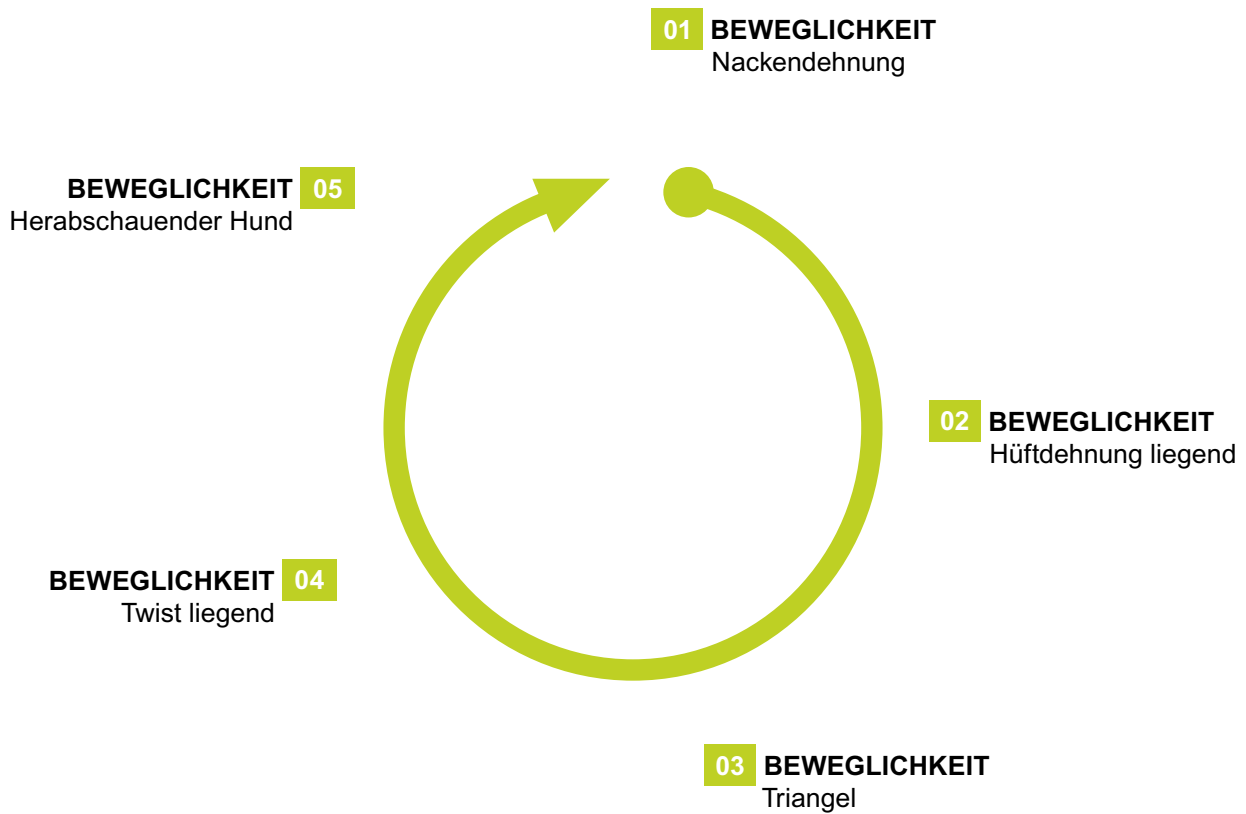 01 BEWEGLICHKEIT
Nackendehnung
02 BEWEGLICHKEIT
Hüftdehnung liegend
03 BEWEGLICHKEIT
Triangel
BEWEGLICHKEIT 04
Twist liegend
BEWEGLICHKEIT 05
Herabschauender Hund